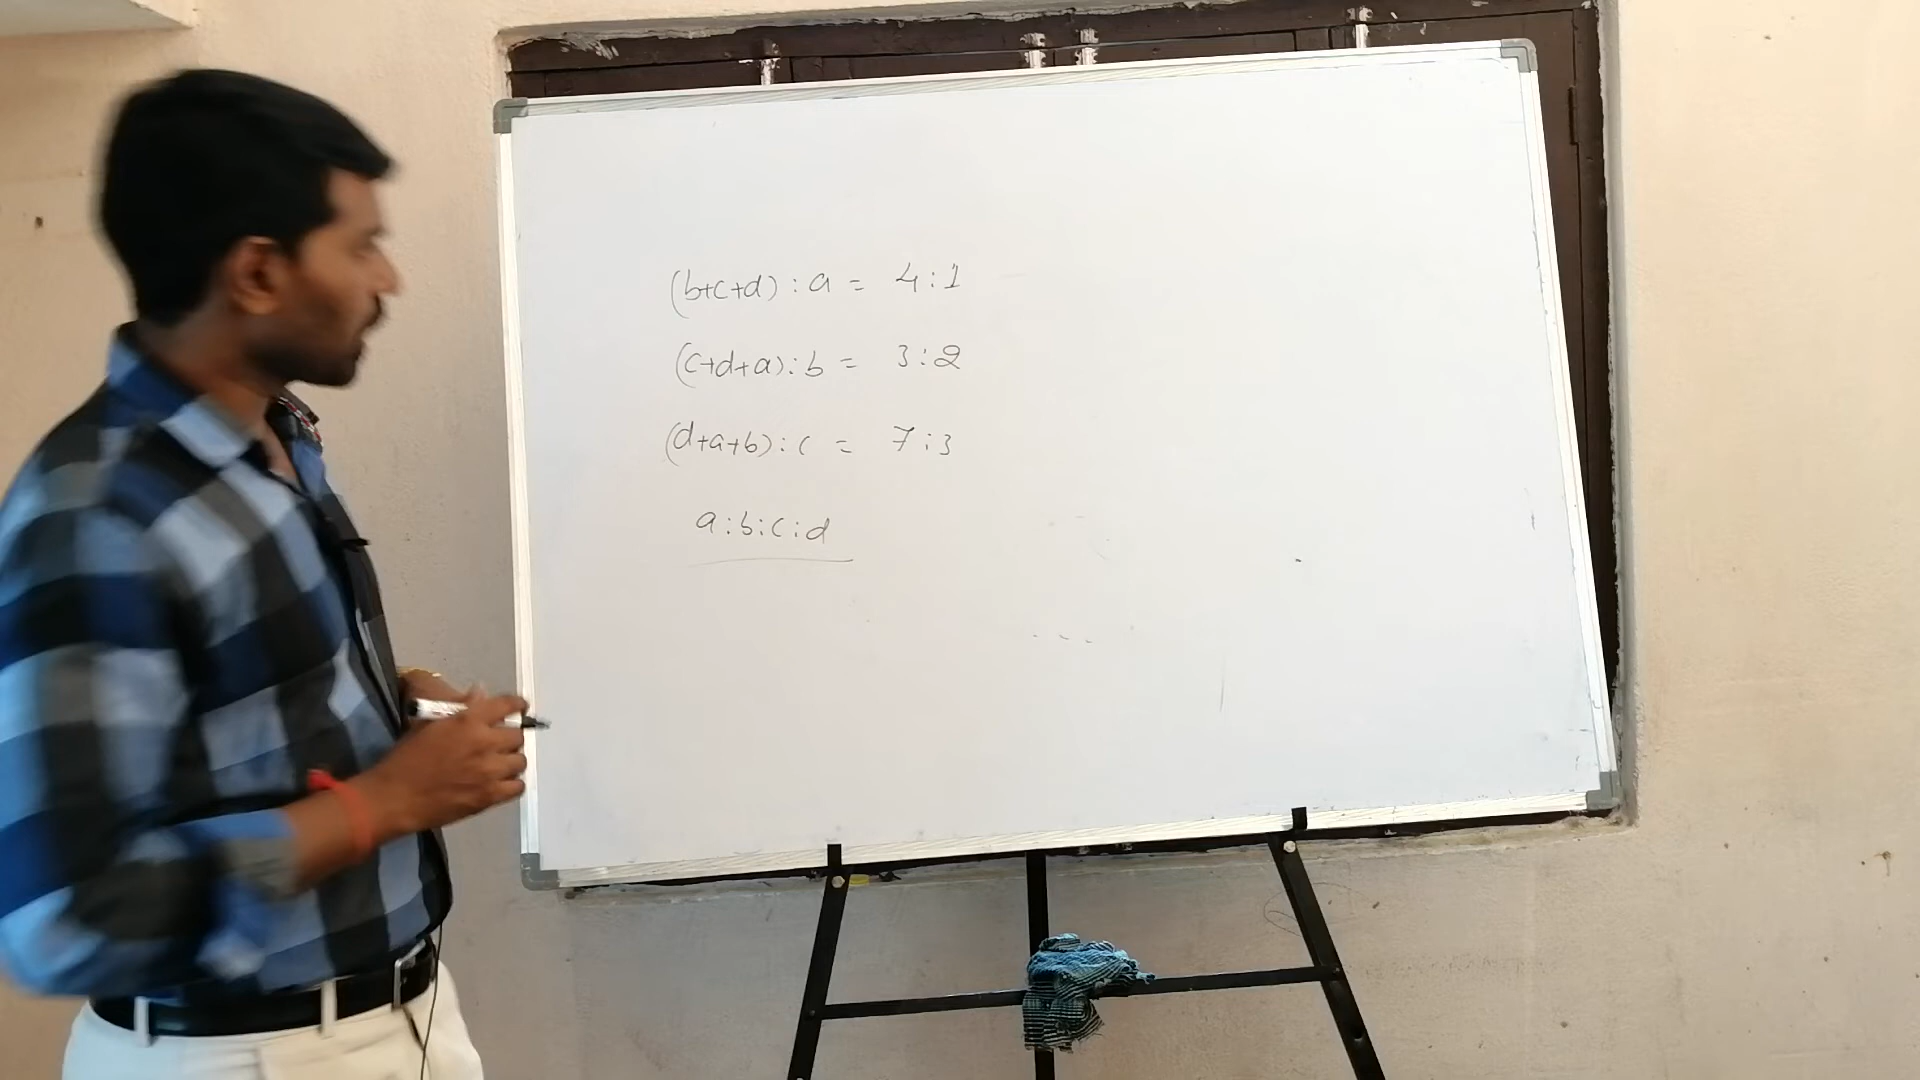 (b+c+d) : a = 4 : 1
(c+d+a) : b = 3 : 2
(d+a+b) : c = 7 : 3
a : b : c : d